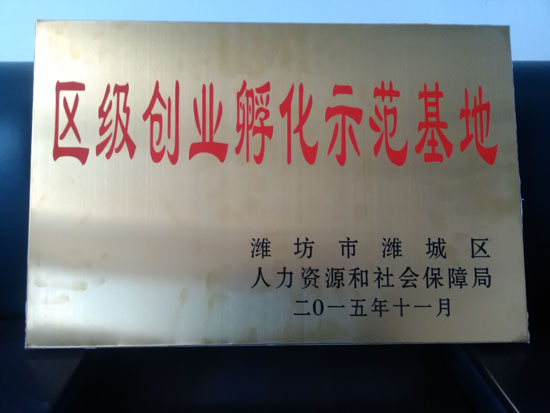 区级创业孵化示范基地
潍坊市潍城区
人力资源和社会保障局
二〇一五年十一月